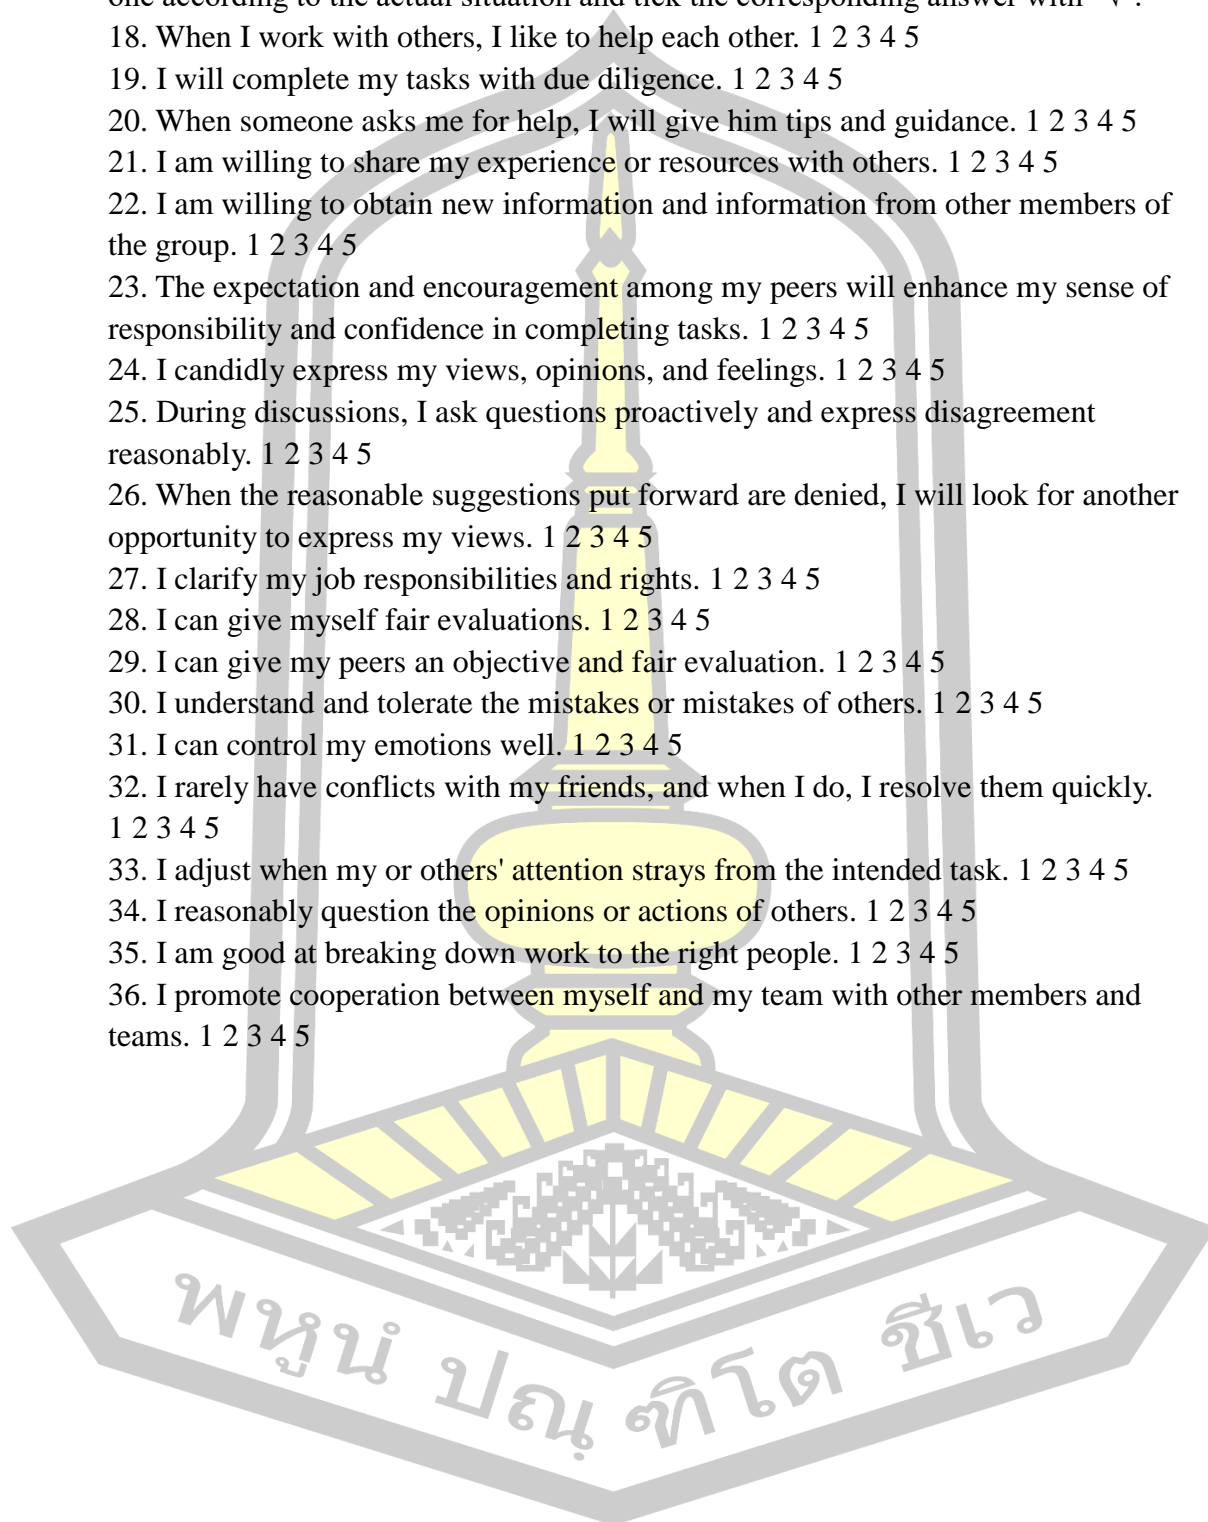 one according to the actual situation and tick the corresponding answer with "√".
18. When I work with others, I like to help each other. 1 2 3 4 5
19. I will complete my tasks with due diligence. 1 2 3 4 5
20. When someone asks me for help, I will give him tips and guidance. 1 2 3 4 5
21. I am willing to share my experience or resources with others. 1 2 3 4 5
22. I am willing to obtain new information and information from other members of
the group. 1 2 3 4 5
23. The expectation and encouragement among my peers will enhance my sense of
responsibility and confidence in completing tasks. 1 2 3 4 5
24. I candidly express my views, opinions, and feelings. 1 2 3 4 5
25. During discussions, I ask questions proactively and express disagreement
reasonably. 1 2 3 4 5
26. When the reasonable suggestions put forward are denied, I will look for another
opportunity to express my views. 1 2 3 4 5
27. I clarify my job responsibilities and rights. 1 2 3 4 5
28. I can give myself fair evaluations. 1 2 3 4 5
29. I can give my peers an objective and fair evaluation. 1 2 3 4 5
30. I understand and tolerate the mistakes or mistakes of others. 1 2 3 4 5
31. I can control my emotions well. 1 2 3 4 5
32. I rarely have conflicts with my friends, and when I do, I resolve them quickly.
1 2 3 4 5
33. I adjust when my or others' attention strays from the intended task. 1 2 3 4 5
34. I reasonably question the opinions or actions of others. 1 2 3 4 5
35. I am good at breaking down work to the right people. 1 2 3 4 5
36. I promote cooperation between myself and my team with other members and
teams. 1 2 3 4 5
พหูนํ ปณฺ ฑิโต ชีเว